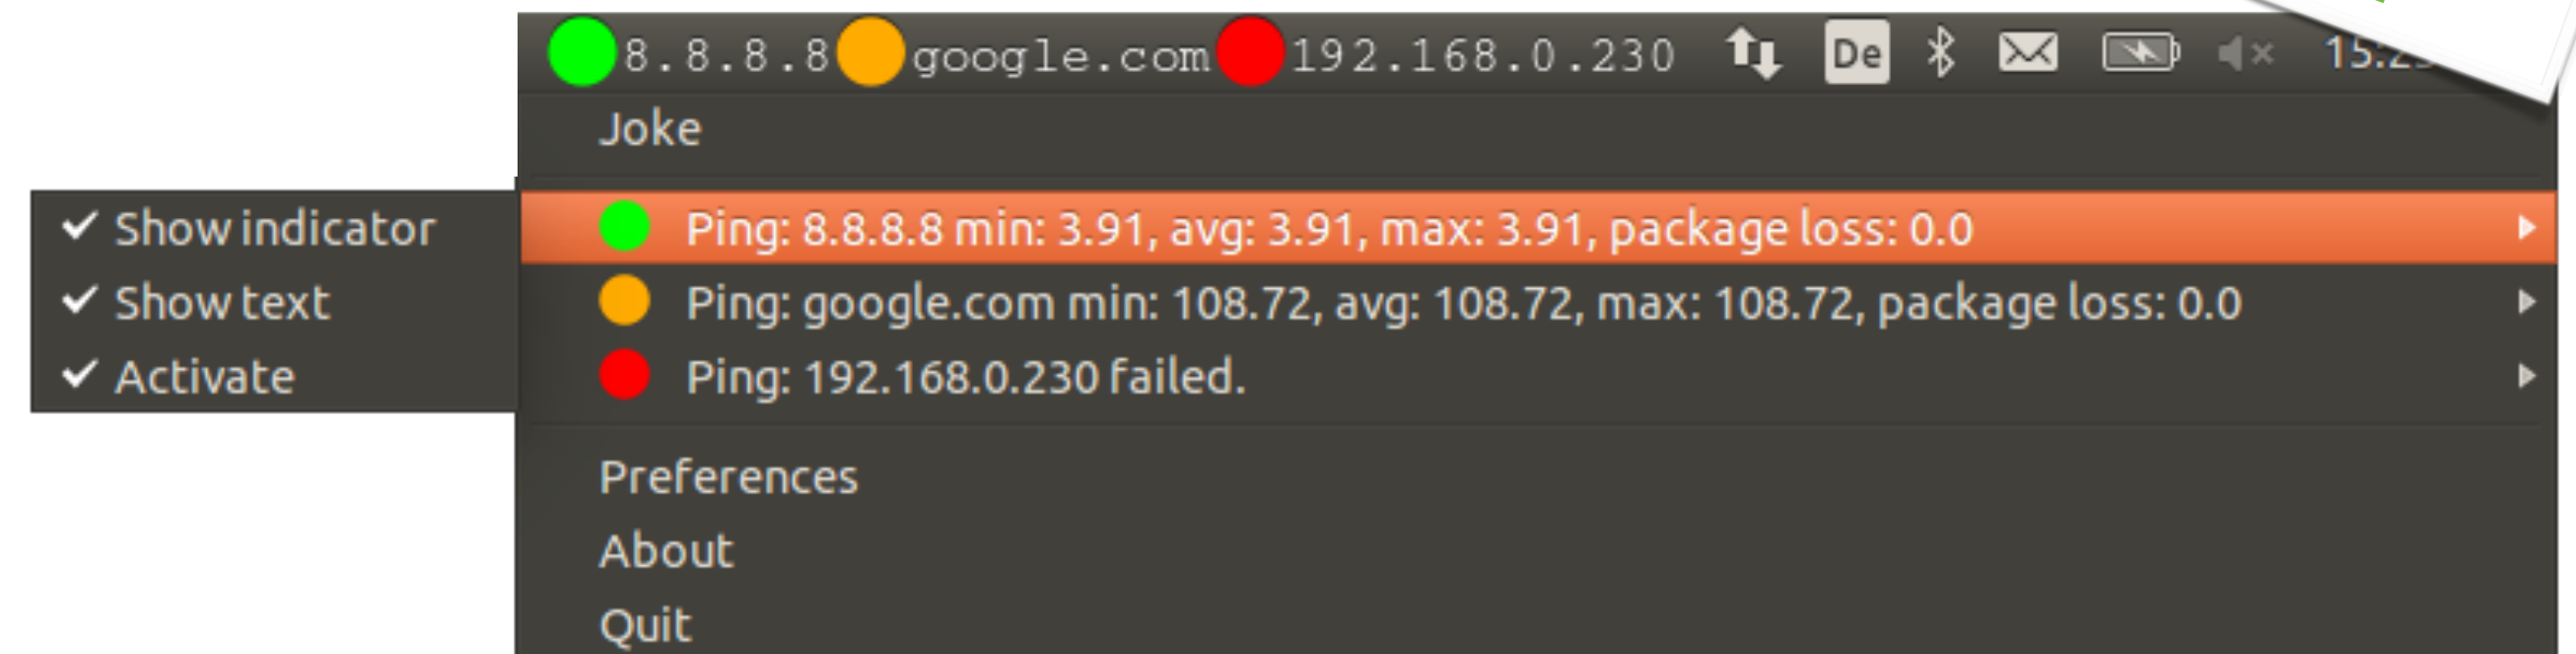 8.8.8.8 google.com 192.168.0.230 De
Joke
Show indicator
Ping: 8.8.8.8 min: 3.91, avg: 3.91, max: 3.91, package loss: 0.0
Show text
Ping: google.com min: 108.72, avg: 108.72, max: 108.72, package loss: 0.0
Activate
Ping: 192.168.0.230 failed.
Preferences
About
Quit